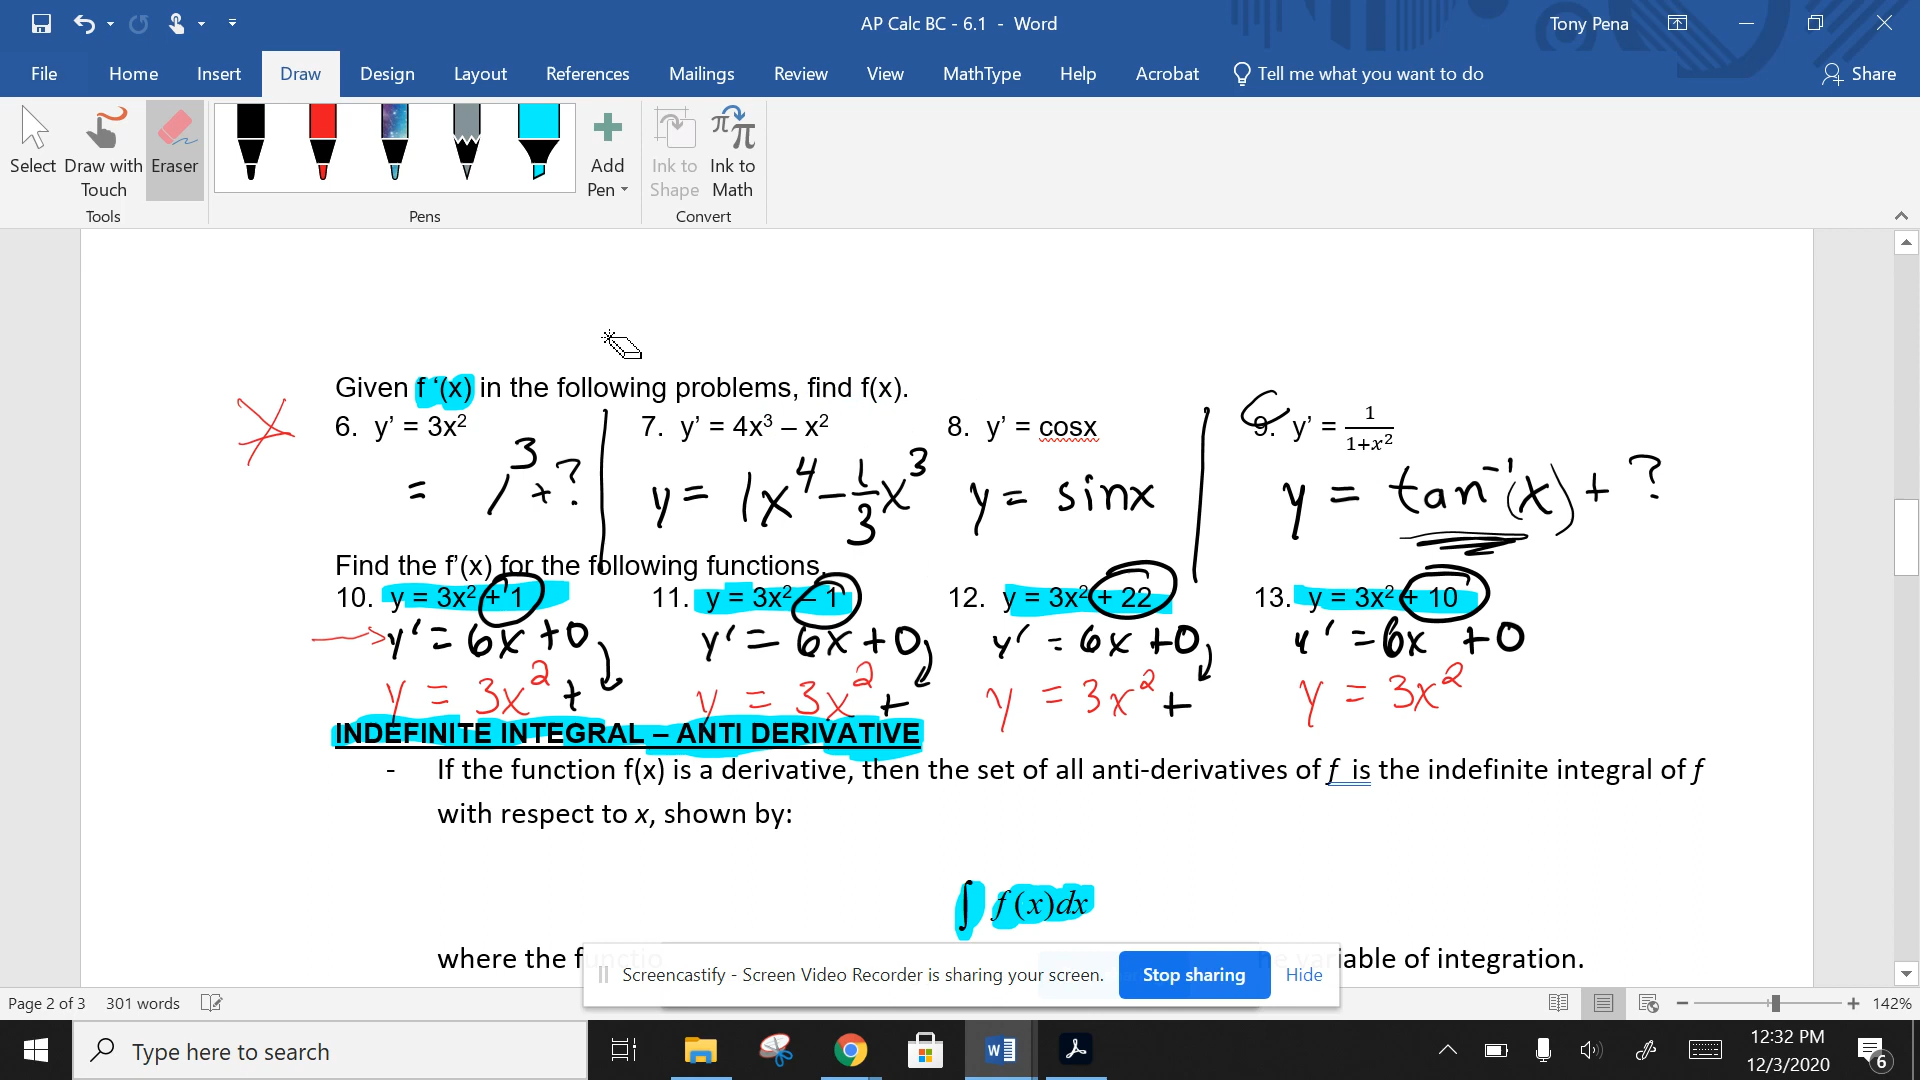 AP Calc BC - 6.1 - Word
Tony Pena
File Home Insert Draw Design Layout References Mailings Review View MathType Help Acrobat Tell me what you want to do Share
Select Draw with Touch Eraser Add Pen Ink to Shape Ink to Math
Tools Pens Convert
Given f '(x) in the following problems, find f(x).
6. y' = 3x² 7. y' = 4x³ – x² 8. y' = cosx 9. y' = 1/(1+x²)
= 3 + ? y = 1x⁴ – 1/3 x³ y = sinx y = tan⁻¹(x) + ?
Find the f'(x) for the following functions.
10. y = 3x² + 1 11. y = 3x² – 1 12. y = 3x² + 22 13. y = 3x² + 10
y' = 6x + 0 y' = 6x + 0 y' = 6x + 0 y' = 6x + 0
y = 3x² + y = 3x² + y = 3x² + y = 3x²
INDEFINITE INTEGRAL – ANTI DERIVATIVE
- If the function f(x) is a derivative, then the set of all anti-derivatives of f is the indefinite integral of f
with respect to x, shown by:
∫ f(x)dx
where the functio
variable of integration.
Screencastify - Screen Video Recorder is sharing your screen. Stop sharing Hide
Page 2 of 3 301 words 142%
Type here to search
12:32 PM
12/3/2020
6